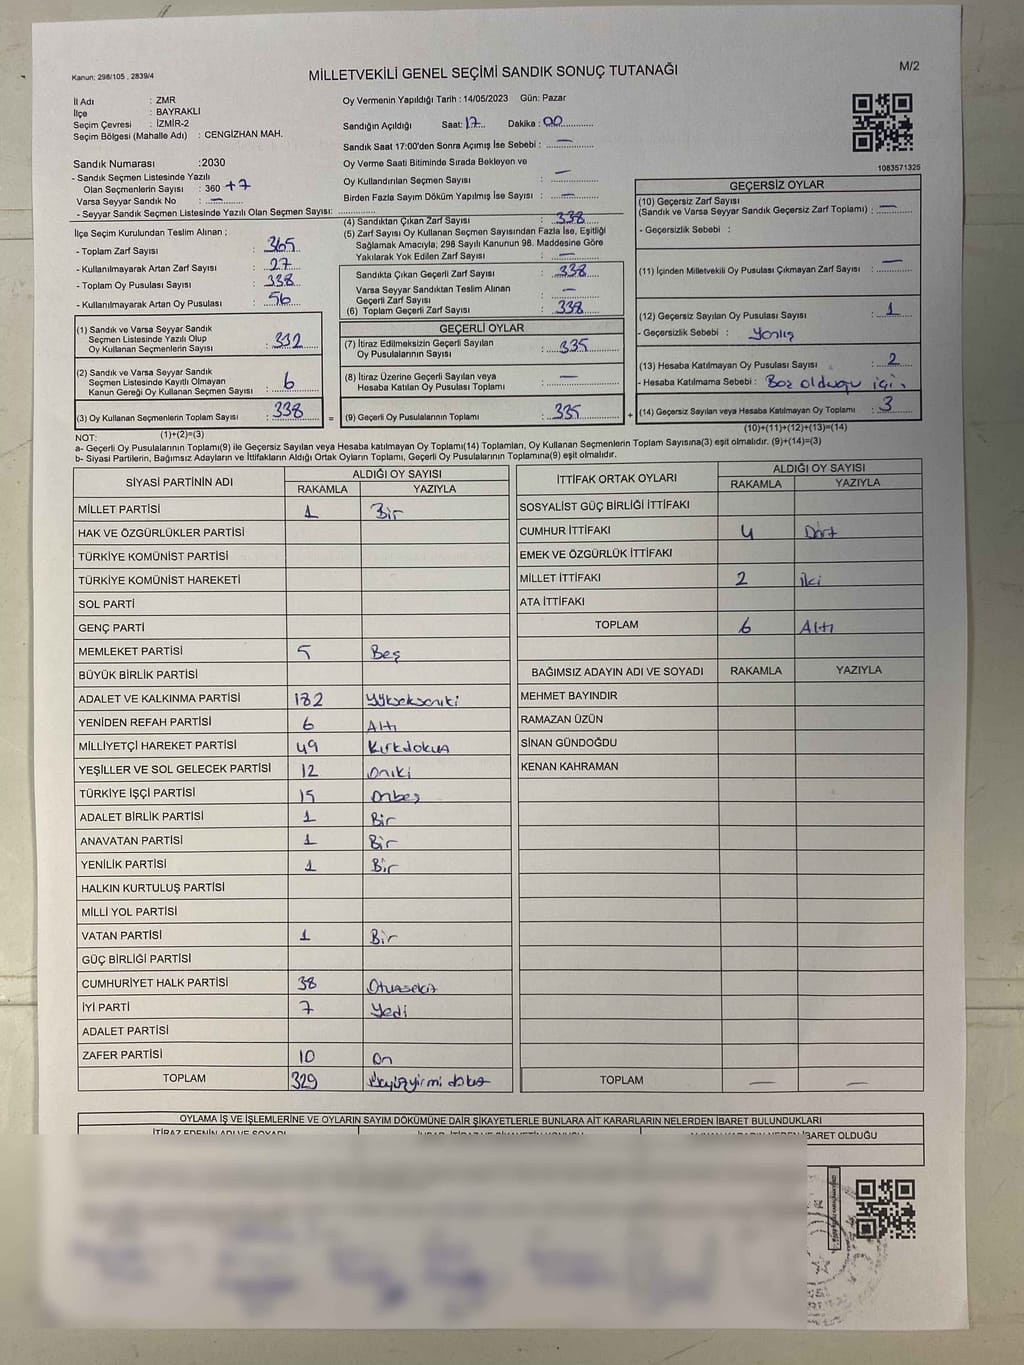 Kanun: 298/105 , 2839/4
MİLLETVEKİLİ GENEL SEÇİMİ SANDIK SONUÇ TUTANAĞI
M/2
İl Adı : ZMR
İlçe : BAYRAKLI
Seçim Çevresi : İZMİR-2
Seçim Bölgesi (Mahalle Adı) : CENGİZHAN MAH.
Sandık Numarası :2030
- Sandık Seçmen Listesinde Yazılı
Olan Seçmenlerin Sayısı : 360 +7
Varsa Seyyar Sandık No : —
- Seyyar Sandık Seçmen Listesinde Yazılı Olan Seçmen Sayısı:
İlçe Seçim Kurulundan Teslim Alınan ;
- Toplam Zarf Sayısı : 365
- Kullanılmayarak Artan Zarf Sayısı : 27
- Toplam Oy Pusulası Sayısı : 338
- Kullanılmayarak Artan Oy Pusulası : 56
(1) Sandık ve Varsa Seyyar Sandık
Seçmen Listesinde Yazılı Olup
Oy Kullanan Seçmenlerin Sayısı : 332
(2) Sandık ve Varsa Seyyar Sandık
Seçmen Listesinde Kayıtlı Olmayan
Kanun Gereği Oy Kullanan Seçmen Sayısı : 6
(3) Oy Kullanan Seçmenlerin Toplam Sayısı : 338
(1)+(2)=(3)
Oy Vermenin Yapıldığı Tarih : 14/05/2023 Gün: Pazar
Sandığın Açıldığı Saat: 17 Dakika : 00
Sandık Saat 17:00'den Sonra Açımış İse Sebebi : —
Oy Verme Saati Bitiminde Sırada Bekleyen ve
Oy Kullandırılan Seçmen Sayısı : —
Birden Fazla Sayım Döküm Yapılmış İse Sayısı : —
(4) Sandıktan Çıkan Zarf Sayısı : 338
(5) Zarf Sayısı Oy Kullanan Seçmen Sayısından Fazla İse, Eşitliği
Sağlamak Amacıyla; 298 Sayılı Kanunun 98. Maddesine Göre
Yakılarak Yok Edilen Zarf Sayısı : —
Sandıkta Çıkan Geçerli Zarf Sayısı : 338
Varsa Seyyar Sandıktan Teslim Alınan
Geçerli Zarf Sayısı : —
(6) Toplam Geçerli Zarf Sayısı : 338
GEÇERLİ OYLAR
(7) İtiraz Edilmeksizin Geçerli Sayılan
Oy Pusulalarının Sayısı : 335
(8) İtiraz Üzerine Geçerli Sayılan veya
Hesaba Katılan Oy Pusulası Toplamı : —
= (9) Geçerli Oy Pusulalarının Toplamı : 335 +
1083571325
GEÇERSİZ OYLAR
(10) Geçersiz Zarf Sayısı
(Sandık ve Varsa Seyyar Sandık Geçersiz Zarf Toplamı) : —
- Geçersizlik Sebebi :
(11) İçinden Milletvekili Oy Pusulası Çıkmayan Zarf Sayısı : —
(12) Geçersiz Sayılan Oy Pusulası Sayısı : 1
- Geçersizlik Sebebi : Yanlış
(13) Hesaba Katılmayan Oy Pusulası Sayısı : 2
- Hesaba Katılmama Sebebi : Boş olduğu için.
(14) Geçersiz Sayılan veya Hesaba Katılmayan Oy Toplamı : 3
(10)+(11)+(12)+(13)=(14)
NOT:
a- Geçerli Oy Pusulalarının Toplamı(9) ile Geçersiz Sayılan veya Hesaba katılmayan Oy Toplamı(14) Toplamları, Oy Kullanan Seçmenlerin Toplam Sayısına(3) eşit olmalıdır. (9)+(14)=(3)
b- Siyasi Partilerin, Bağımsız Adayların ve İttifakların Aldığı Ortak Oyların Toplamı, Geçerli Oy Pusulalarının Toplamına(9) eşit olmalıdır.
SİYASİ PARTİNİN ADI ALDIĞI OY SAYISI
RAKAMLA YAZIYLA
MİLLET PARTİSİ 1 Bir
HAK VE ÖZGÜRLÜKLER PARTİSİ
TÜRKİYE KOMÜNİST PARTİSİ
TÜRKİYE KOMÜNİST HAREKETİ
SOL PARTİ
GENÇ PARTİ
MEMLEKET PARTİSİ 5 Beş
BÜYÜK BİRLİK PARTİSİ
ADALET VE KALKINMA PARTİSİ 182 Yüksekseniki
YENİDEN REFAH PARTİSİ 6 Altı
MİLLİYETÇİ HAREKET PARTİSİ 49 Kırkdokuz
YEŞİLLER VE SOL GELECEK PARTİSİ 12 Oniki
TÜRKİYE İŞÇİ PARTİSİ 15 Onbeş
ADALET BİRLİK PARTİSİ 1 Bir
ANAVATAN PARTİSİ 1 Bir
YENİLİK PARTİSİ 1 Bir
HALKIN KURTULUŞ PARTİSİ
MİLLİ YOL PARTİSİ
VATAN PARTİSİ 1 Bir
GÜÇ BİRLİĞİ PARTİSİ
CUMHURİYET HALK PARTİSİ 38 Otuzsekiz
İYİ PARTİ 7 Yedi
ADALET PARTİSİ
ZAFER PARTİSİ 10 On
TOPLAM 329 Üçyüzyirmi dokuz
İTTİFAK ORTAK OYLARI ALDIĞI OY SAYISI
RAKAMLA YAZIYLA
SOSYALİST GÜÇ BİRLİĞİ İTTİFAKI
CUMHUR İTTİFAKI 4 Dört
EMEK VE ÖZGÜRLÜK İTTİFAKI
MİLLET İTTİFAKI 2 iki
ATA İTTİFAKI
TOPLAM 6 Altı
BAĞIMSIZ ADAYIN ADI VE SOYADI RAKAMLA YAZIYLA
MEHMET BAYINDIR
RAMAZAN ÜZÜN
SİNAN GÜNDOĞDU
KENAN KAHRAMAN
TOPLAM — —
OYLAMA İŞ VE İŞLEMLERİNE VE OYLARIN SAYIM DÖKÜMÜNE DAİR ŞİKAYETLERLE BUNLARA AİT KARARLARIN NELERDEN İBARET BULUNDUKLARI
İTİRAZ EDENİN ADI VE SOYADI
İBARET OLDUĞU